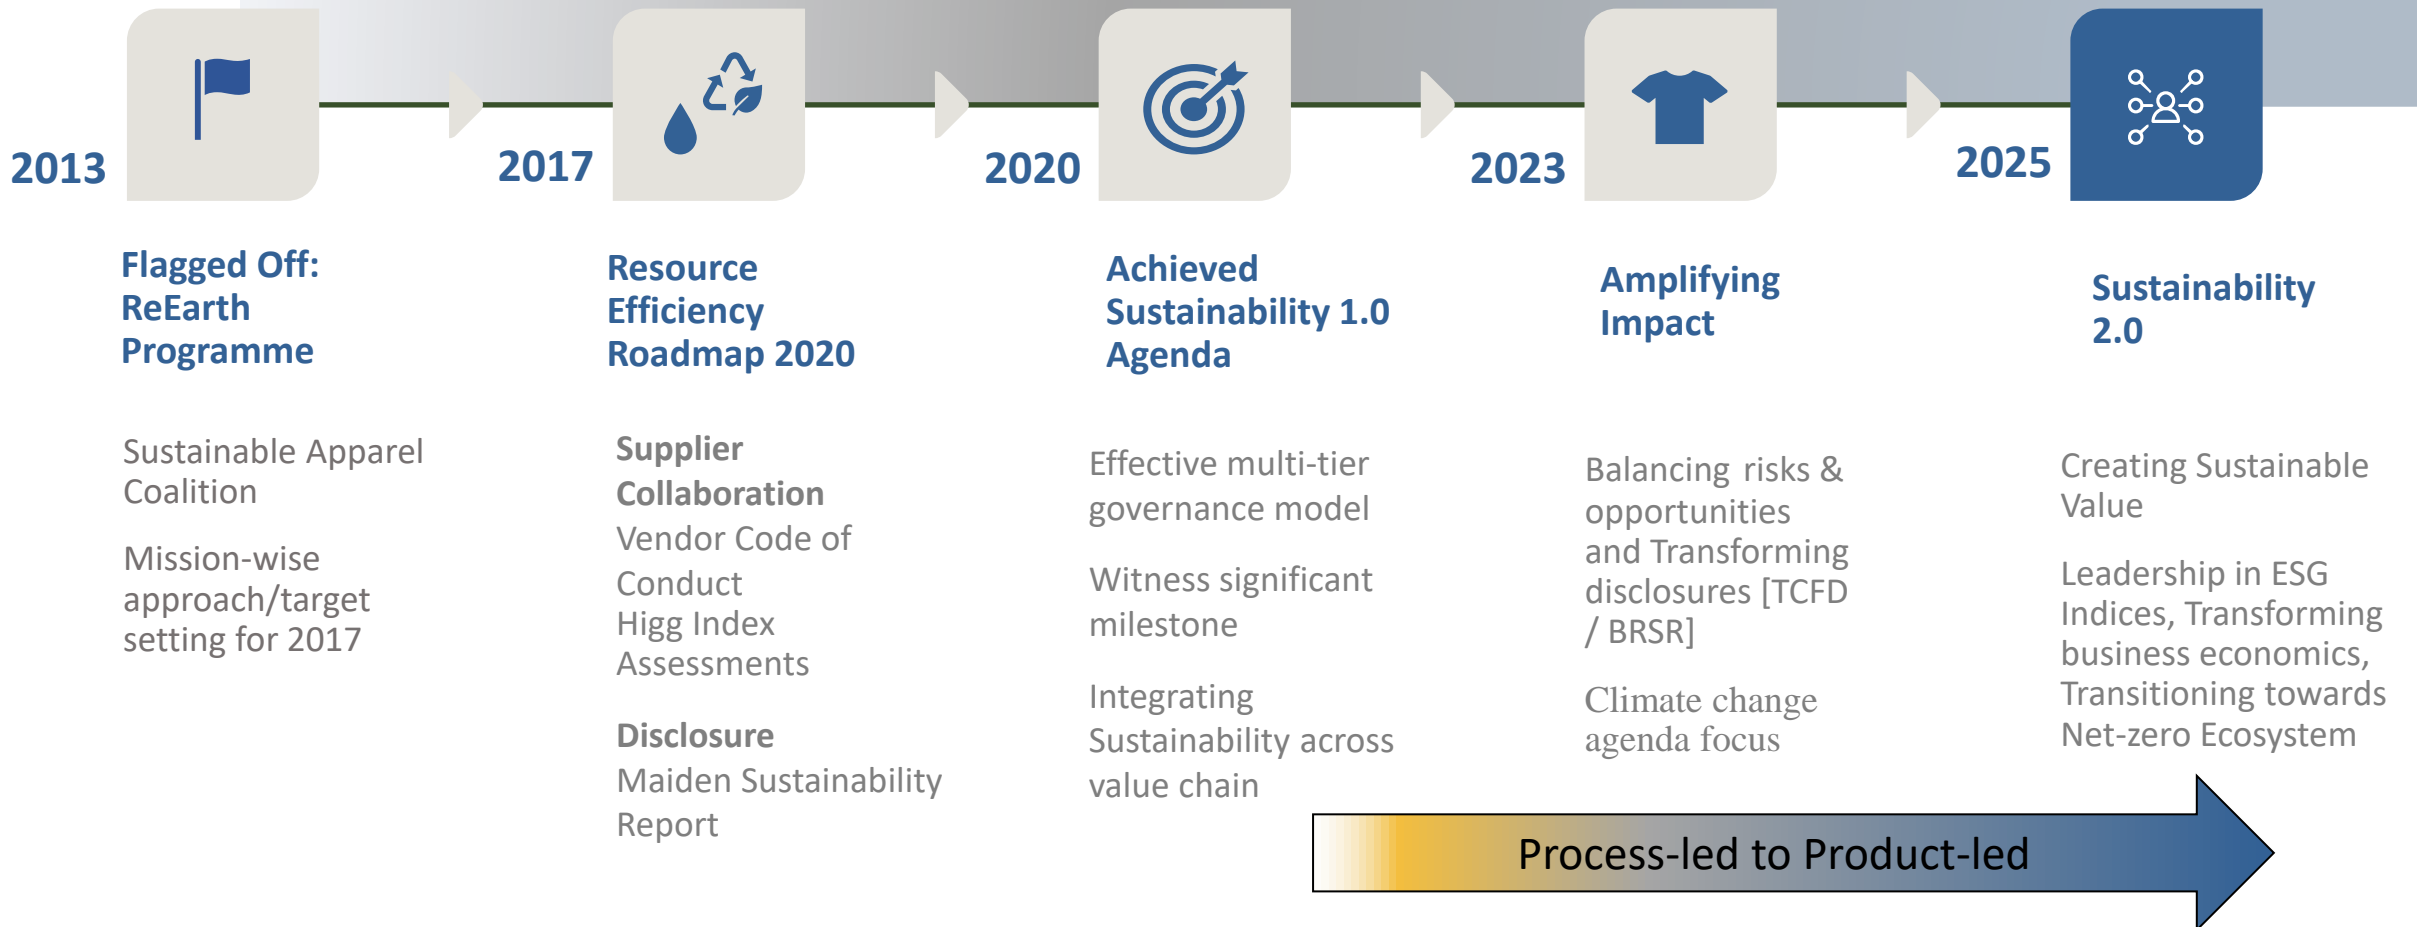 2013
Flagged Off:
ReEarth
Programme
Sustainable Apparel
Coalition
Mission-wise
approach/target
setting for 2017
2017
Resource
Efficiency
Roadmap 2020
Supplier
Collaboration
Vendor Code of
Conduct
Higg Index
Assessments
Disclosure
Maiden Sustainability
Report
2020
Achieved
Sustainability 1.0
Agenda
Effective multi-tier
governance model
Witness significant
milestone
Integrating
Sustainability across
value chain
2023
Amplifying
Impact
Balancing risks &
opportunities
and Transforming
disclosures [TCFD
/ BRSR]
Climate change
agenda focus
2025
Sustainability
2.0
Creating Sustainable
Value
Leadership in ESG
Indices, Transforming
business economics,
Transitioning towards
Net-zero Ecosystem
Process-led to Product-led